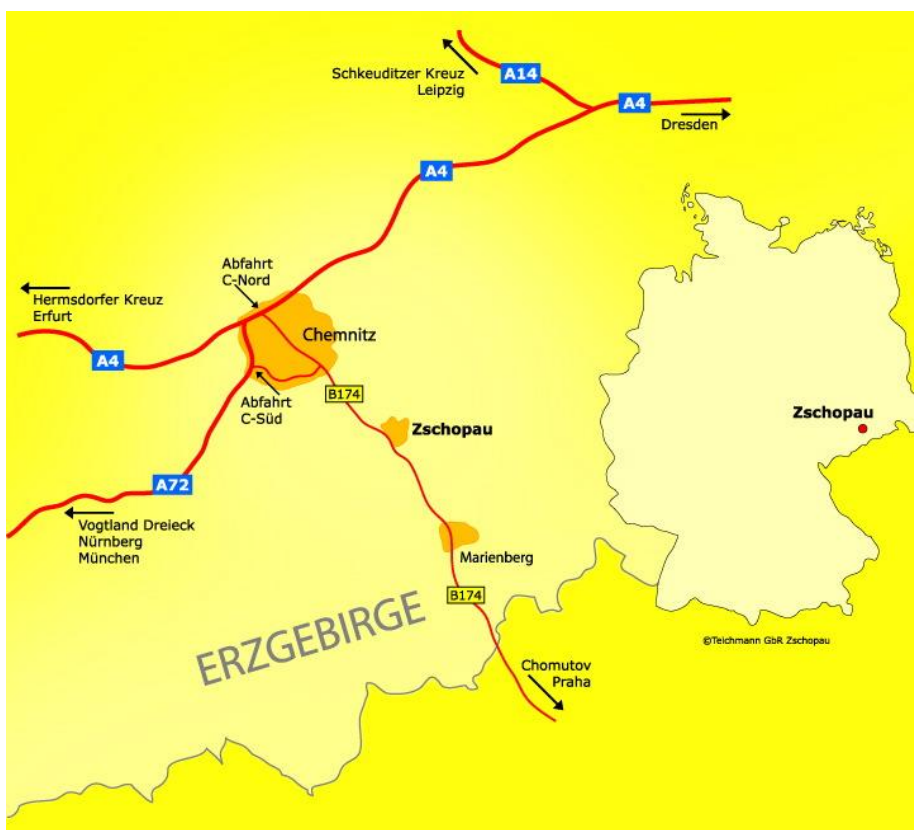 A14
Schkeuditzer Kreuz
Leipzig
A4
Dresden
A4
Abfahrt
C-Nord
Hermsdorfer Kreuz
Erfurt
Chemnitz
A4
Abfahrt
C-Süd
B174
Zschopau
Zschopau
A72
Vogtland Dreieck
Nürnberg
München
Marienberg
B174
ERZGEBIRGE
©Teichmann GbR Zschopau
Chomutov
Praha